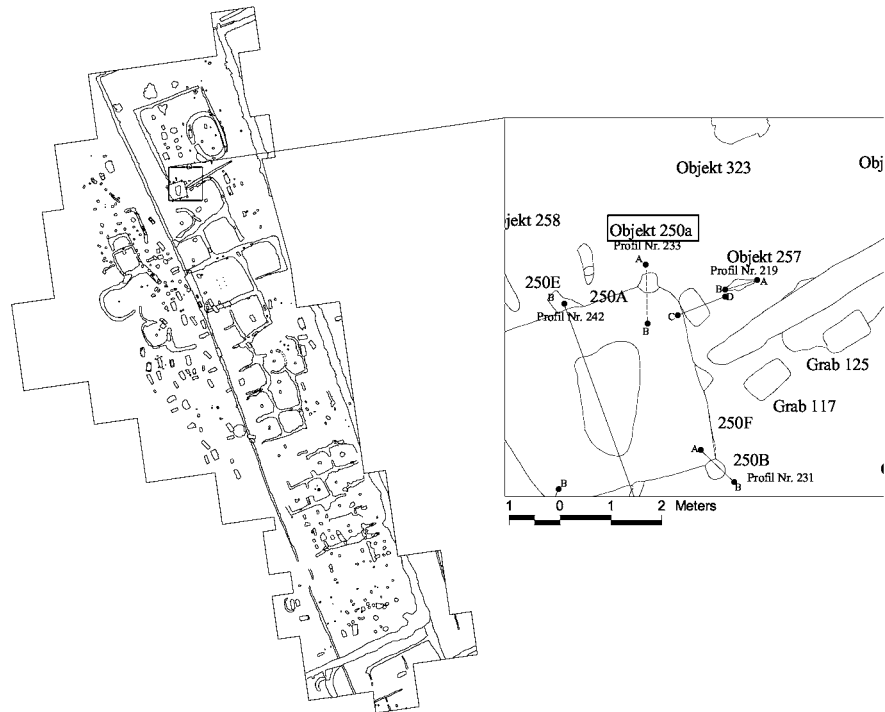 Objekt 323
Obj
jekt 258
Objekt 250a
Profil Nr. 233
A
Objekt 257
Profil Nr. 219
250E
250A
B
A
B
D
Profil Nr. 242
C
B
Grab 125
Grab 117
250F
A
250B
B
Profil Nr. 231
B
1 0 1 2 Meters